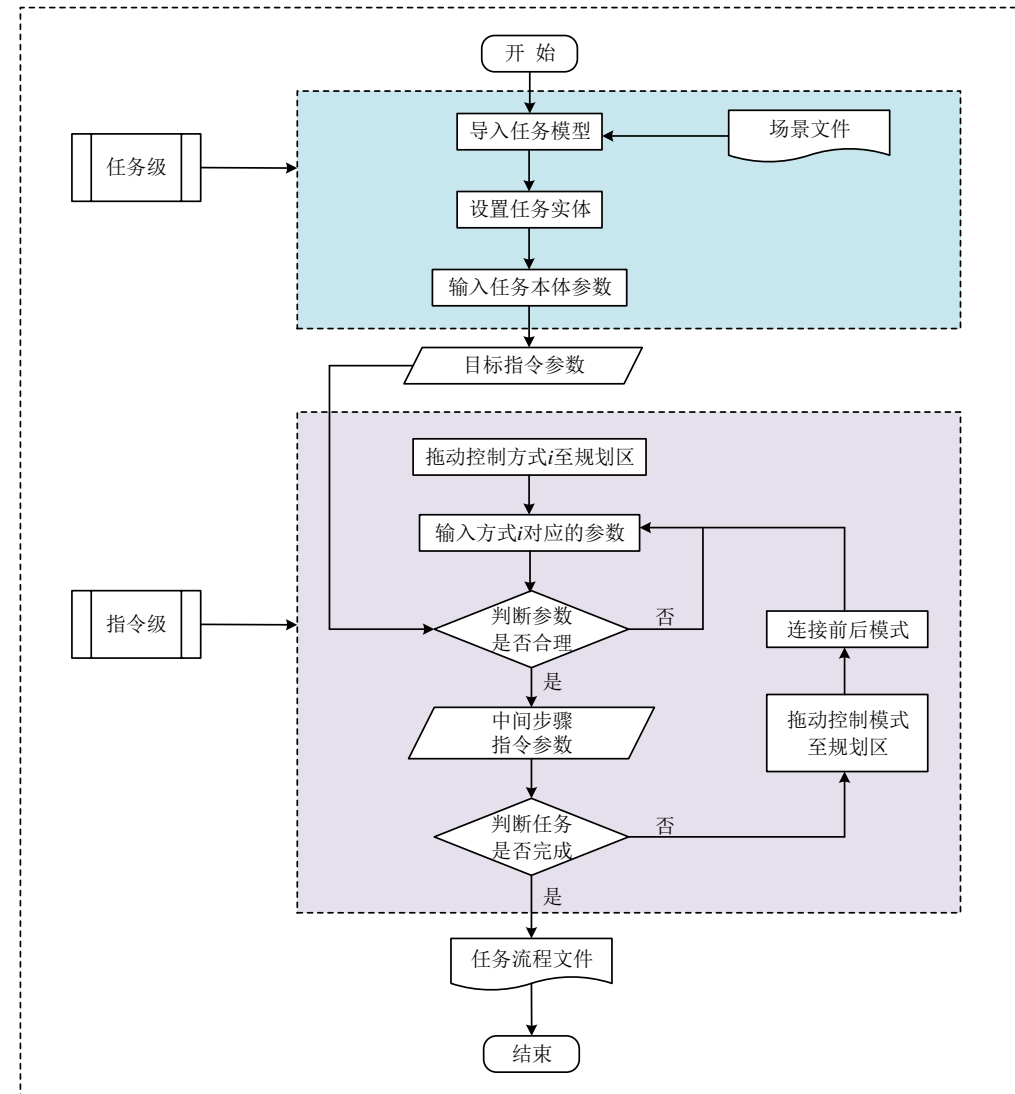 开 始
导入任务模型
场景文件
任务级
设置任务实体
输入任务本体参数
目标指令参数
拖动控制方式i至规划区
输入方式i对应的参数
指令级
判断参数
是否合理
否
连接前后模式
是
中间步骤
指令参数
拖动控制模式
至规划区
判断任务
是否完成
否
是
任务流程文件
结束